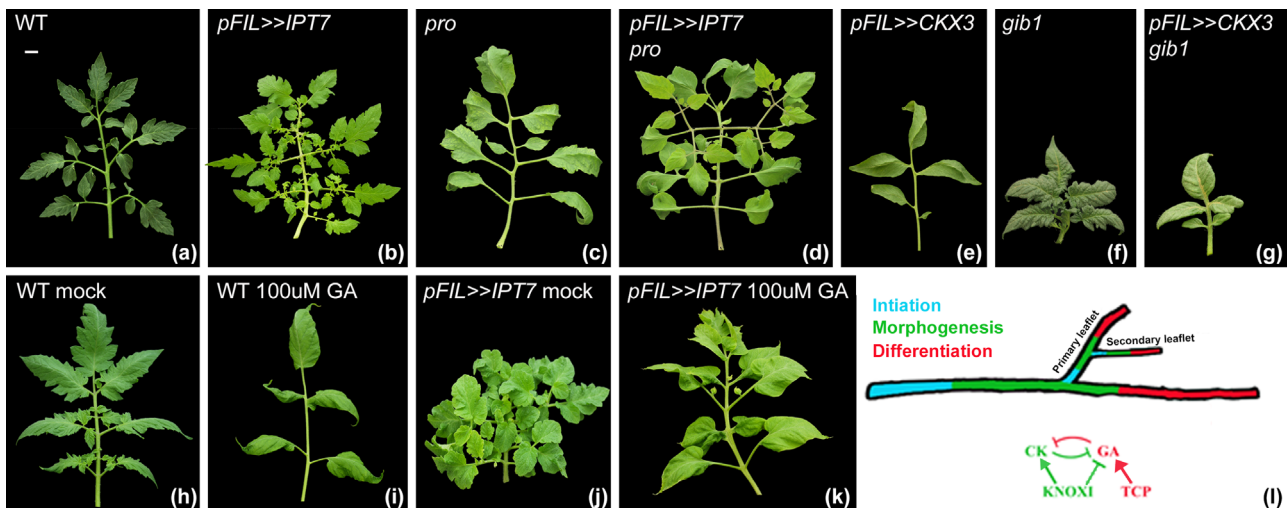 WT
(a)
pFIL>>IPT7
(b)
pro
(c)
pFIL>>IPT7
pro
(d)
pFIL>>CKX3
(e)
gib1
(f)
pFIL>>CKX3
gib1
(g)
WT mock
(h)
WT 100uM GA
(i)
pFIL>>IPT7 mock
(j)
pFIL>>IPT7 100uM GA
(k)
Intiation
Morphogenesis
Differentiation
Primary leaflet
Secondary leaflet
CK
GA
KNOXI
TCP
(l)